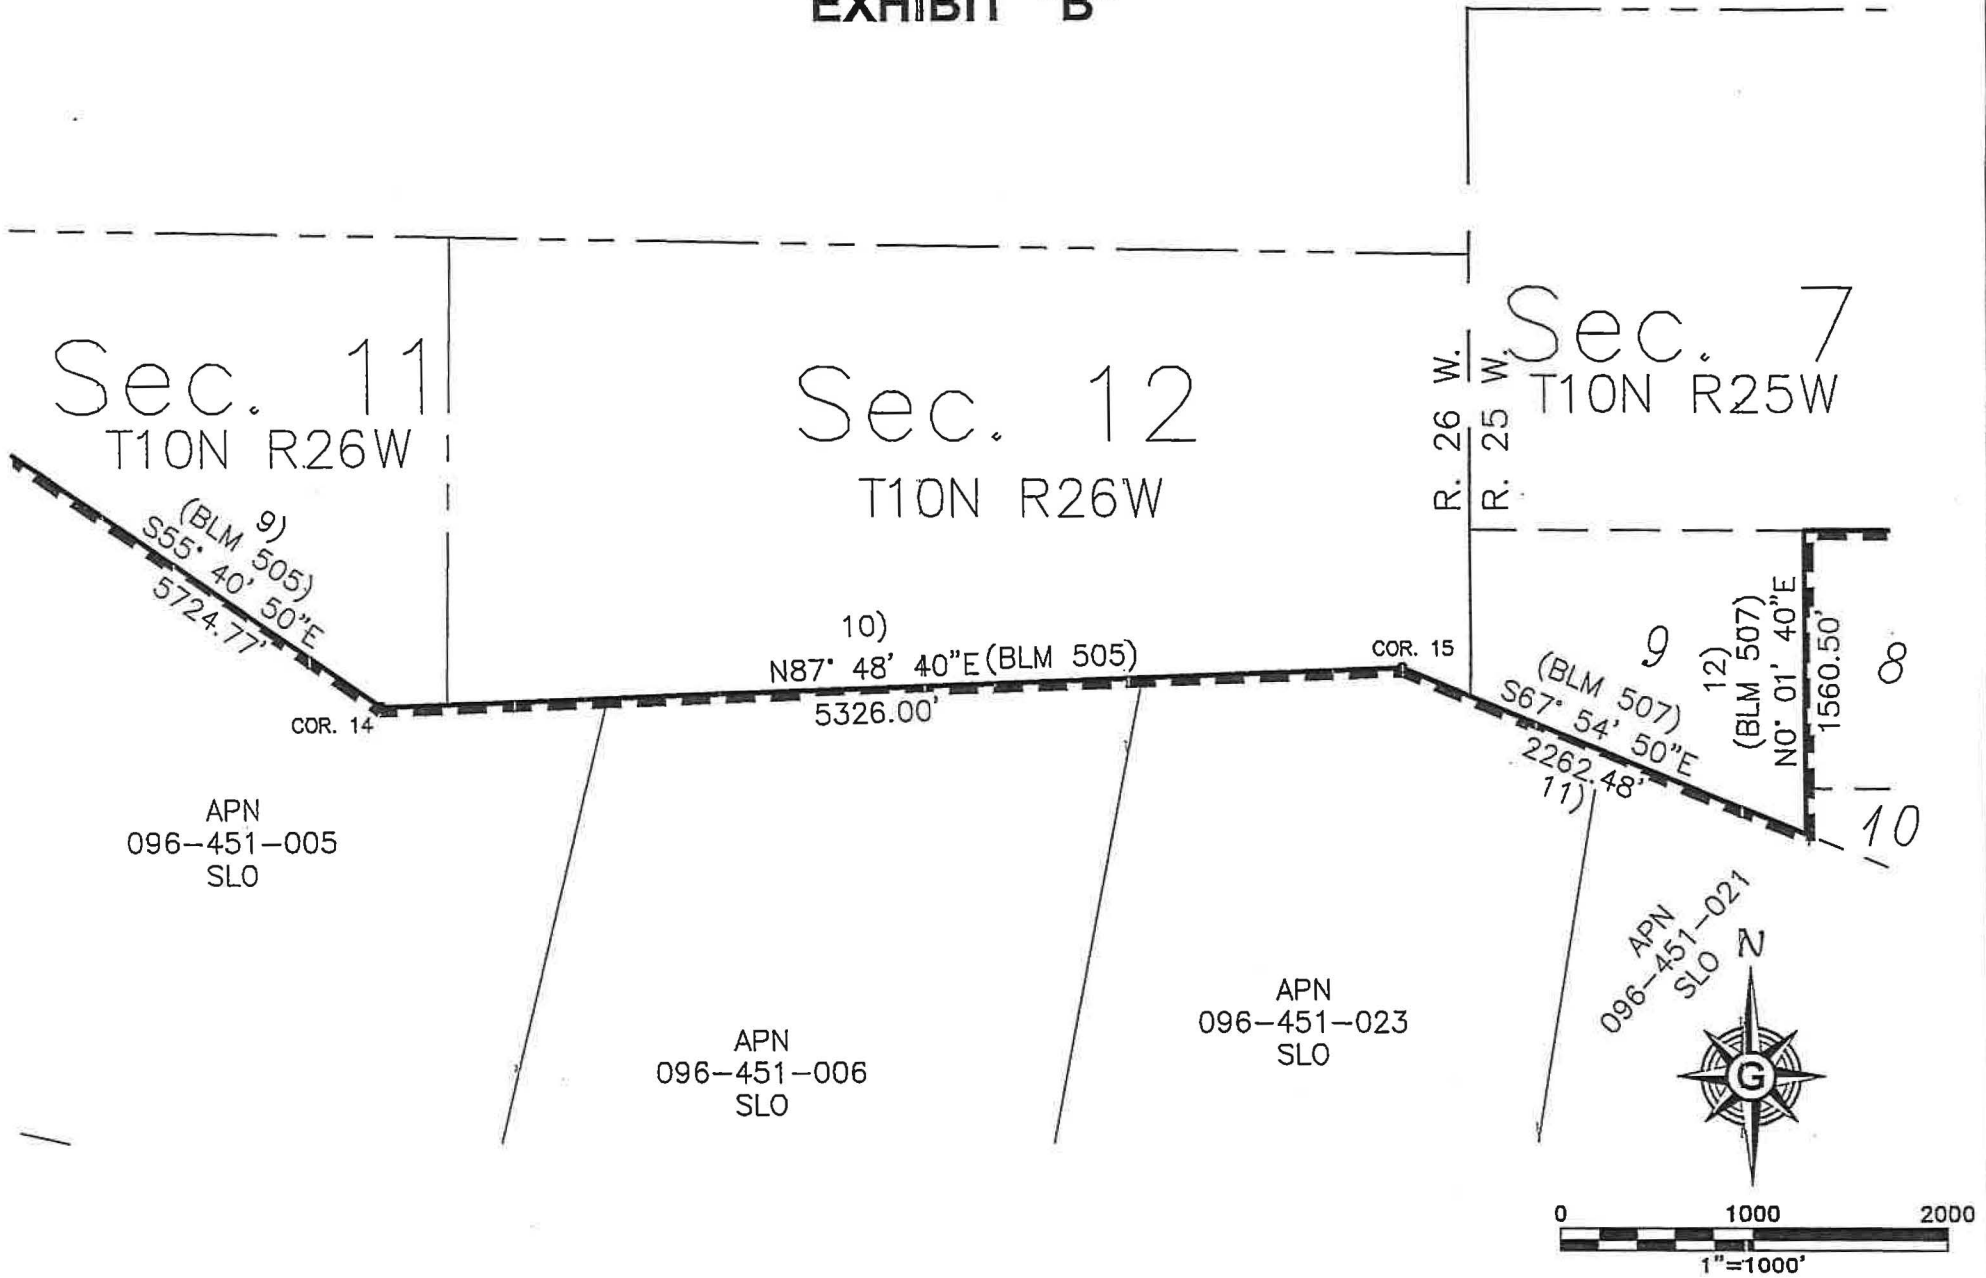 EXHIBIT "B"
Sec. 11
T10N R26W
Sec. 12
T10N R26W
R. 26 W.
R. 25 W.
Sec. 7
T10N R25W
9)
(BLM 505)
S55° 40' 50"E
5724.77'
COR. 14
10)
N87° 48' 40"E (BLM 505)
5326.00'
COR. 15
(BLM 507)
S67° 54' 50"E
2262.48'
11)
9
12)
(BLM 507)
N0° 01' 40"E
1560.50'
8
10
APN
096-451-005
SLO
APN
096-451-006
SLO
APN
096-451-023
SLO
APN
096-451-021
SLO
N
G
0 1000 2000
1"=1000'